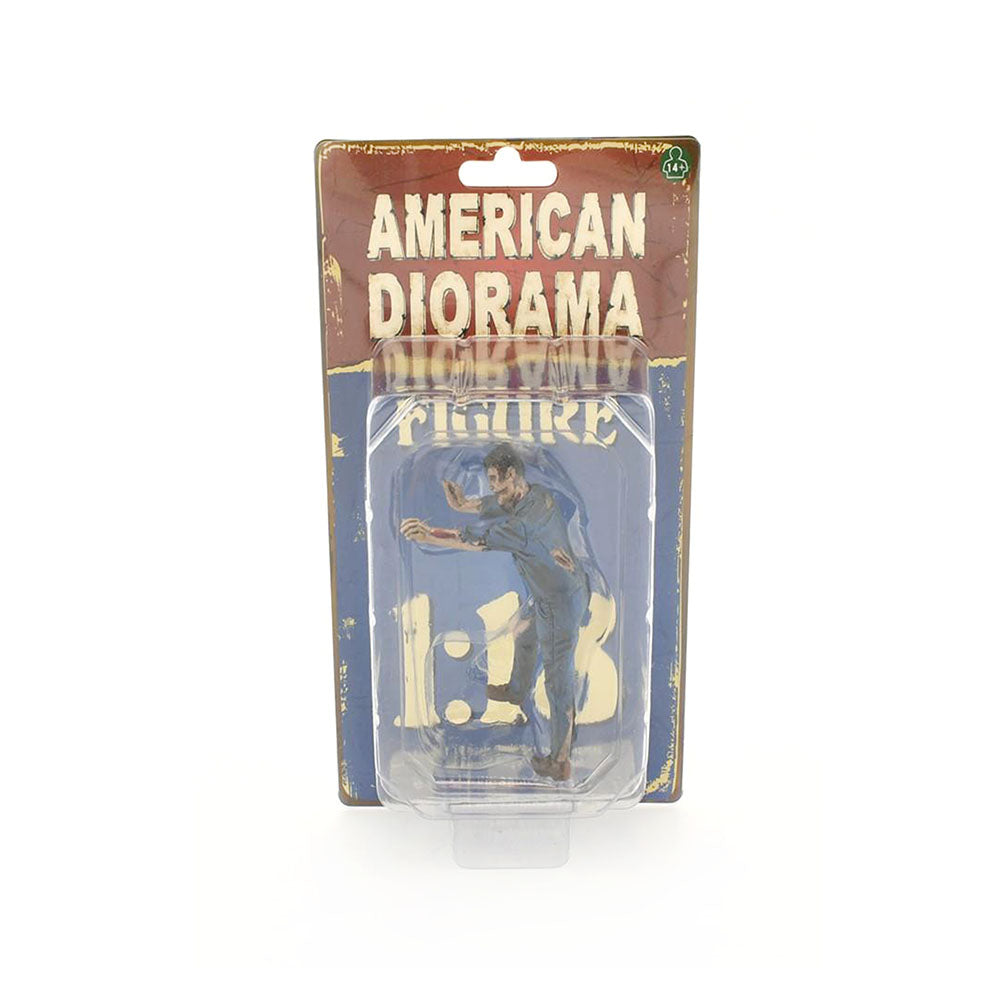 14+
AMERICAN
DIORAMA
FIGURE
1:18